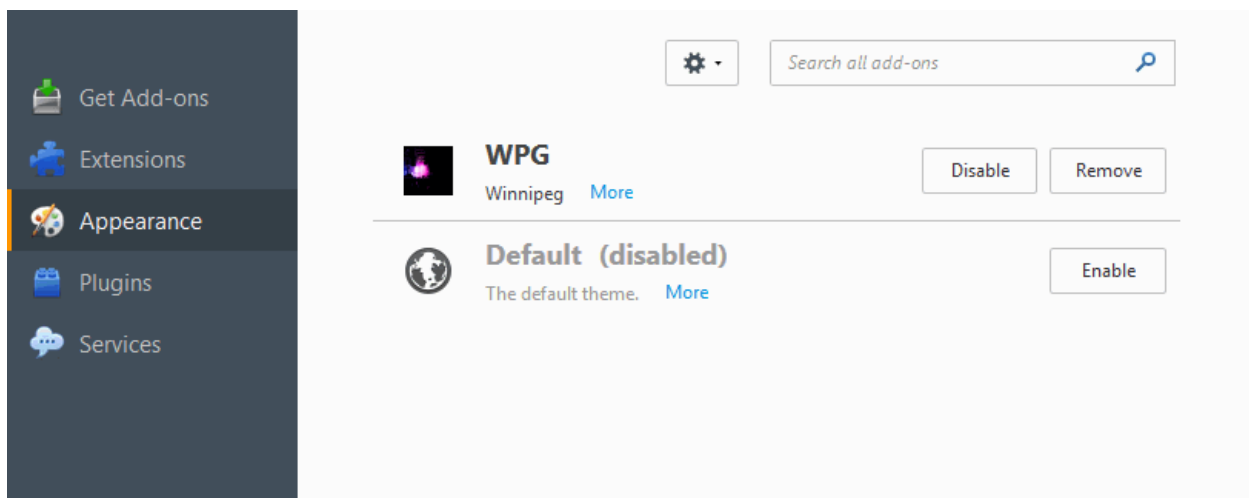 Search all add-ons
Get Add-ons
Extensions
Appearance
Plugins
Services
WPG
Winnipeg More
Disable Remove
Default (disabled)
The default theme. More
Enable